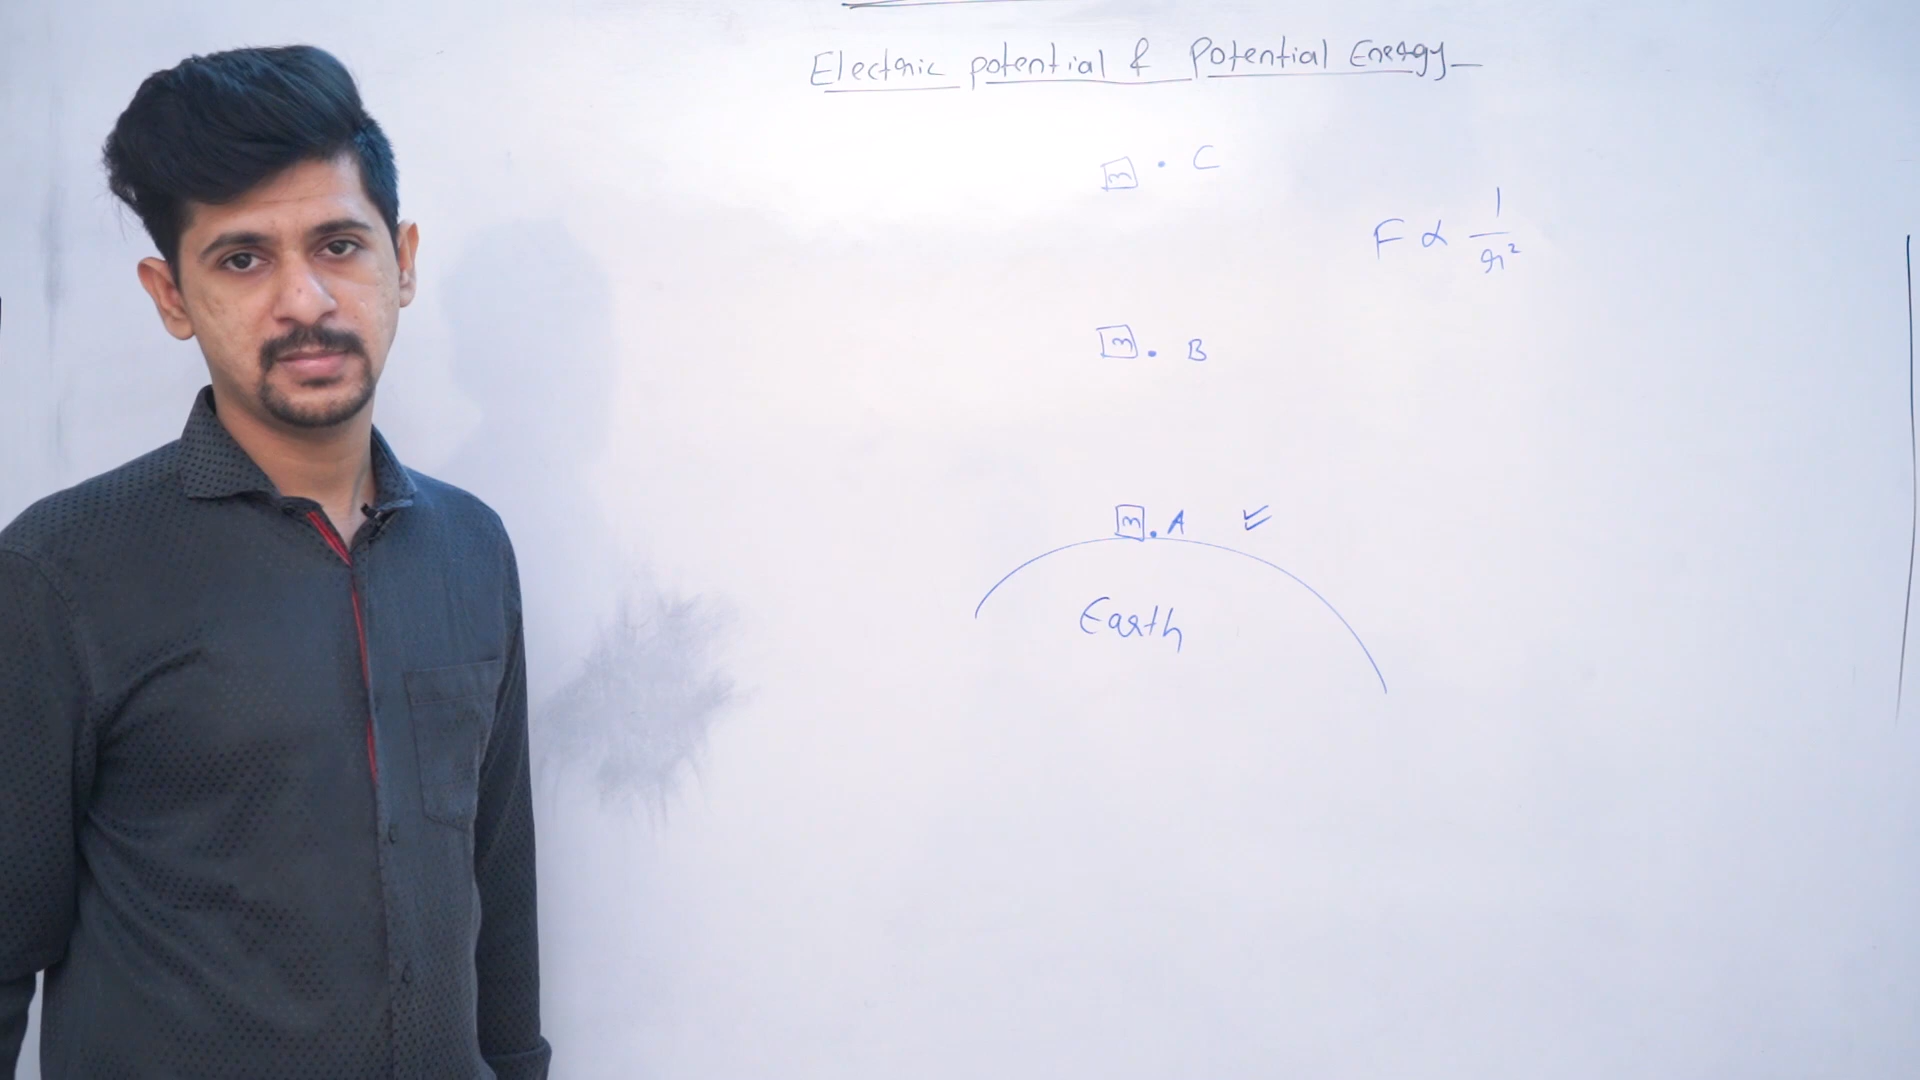 Electric potential & Potential Energy
m . C
F ∝ 1/r²
m . B
m . A
Earth